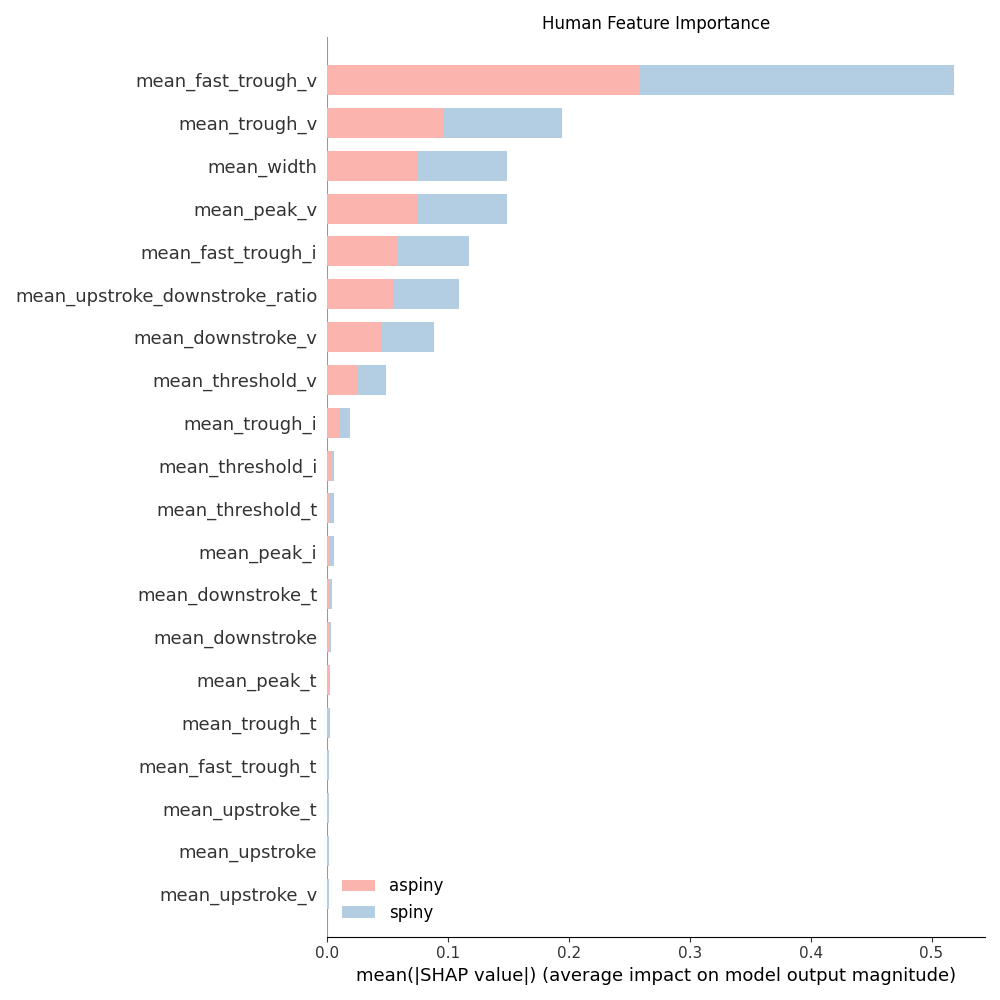 Human Feature Importance
mean_fast_trough_v
mean_trough_v
mean_width
mean_peak_v
mean_fast_trough_i
mean_upstroke_downstroke_ratio
mean_downstroke_v
mean_threshold_v
mean_trough_i
mean_threshold_i
mean_threshold_t
mean_peak_i
mean_downstroke_t
mean_downstroke
mean_peak_t
mean_trough_t
mean_fast_trough_t
mean_upstroke_t
mean_upstroke
mean_upstroke_v
aspiny
spiny
0.0 0.1 0.2 0.3 0.4 0.5
mean(|SHAP value|) (average impact on model output magnitude)